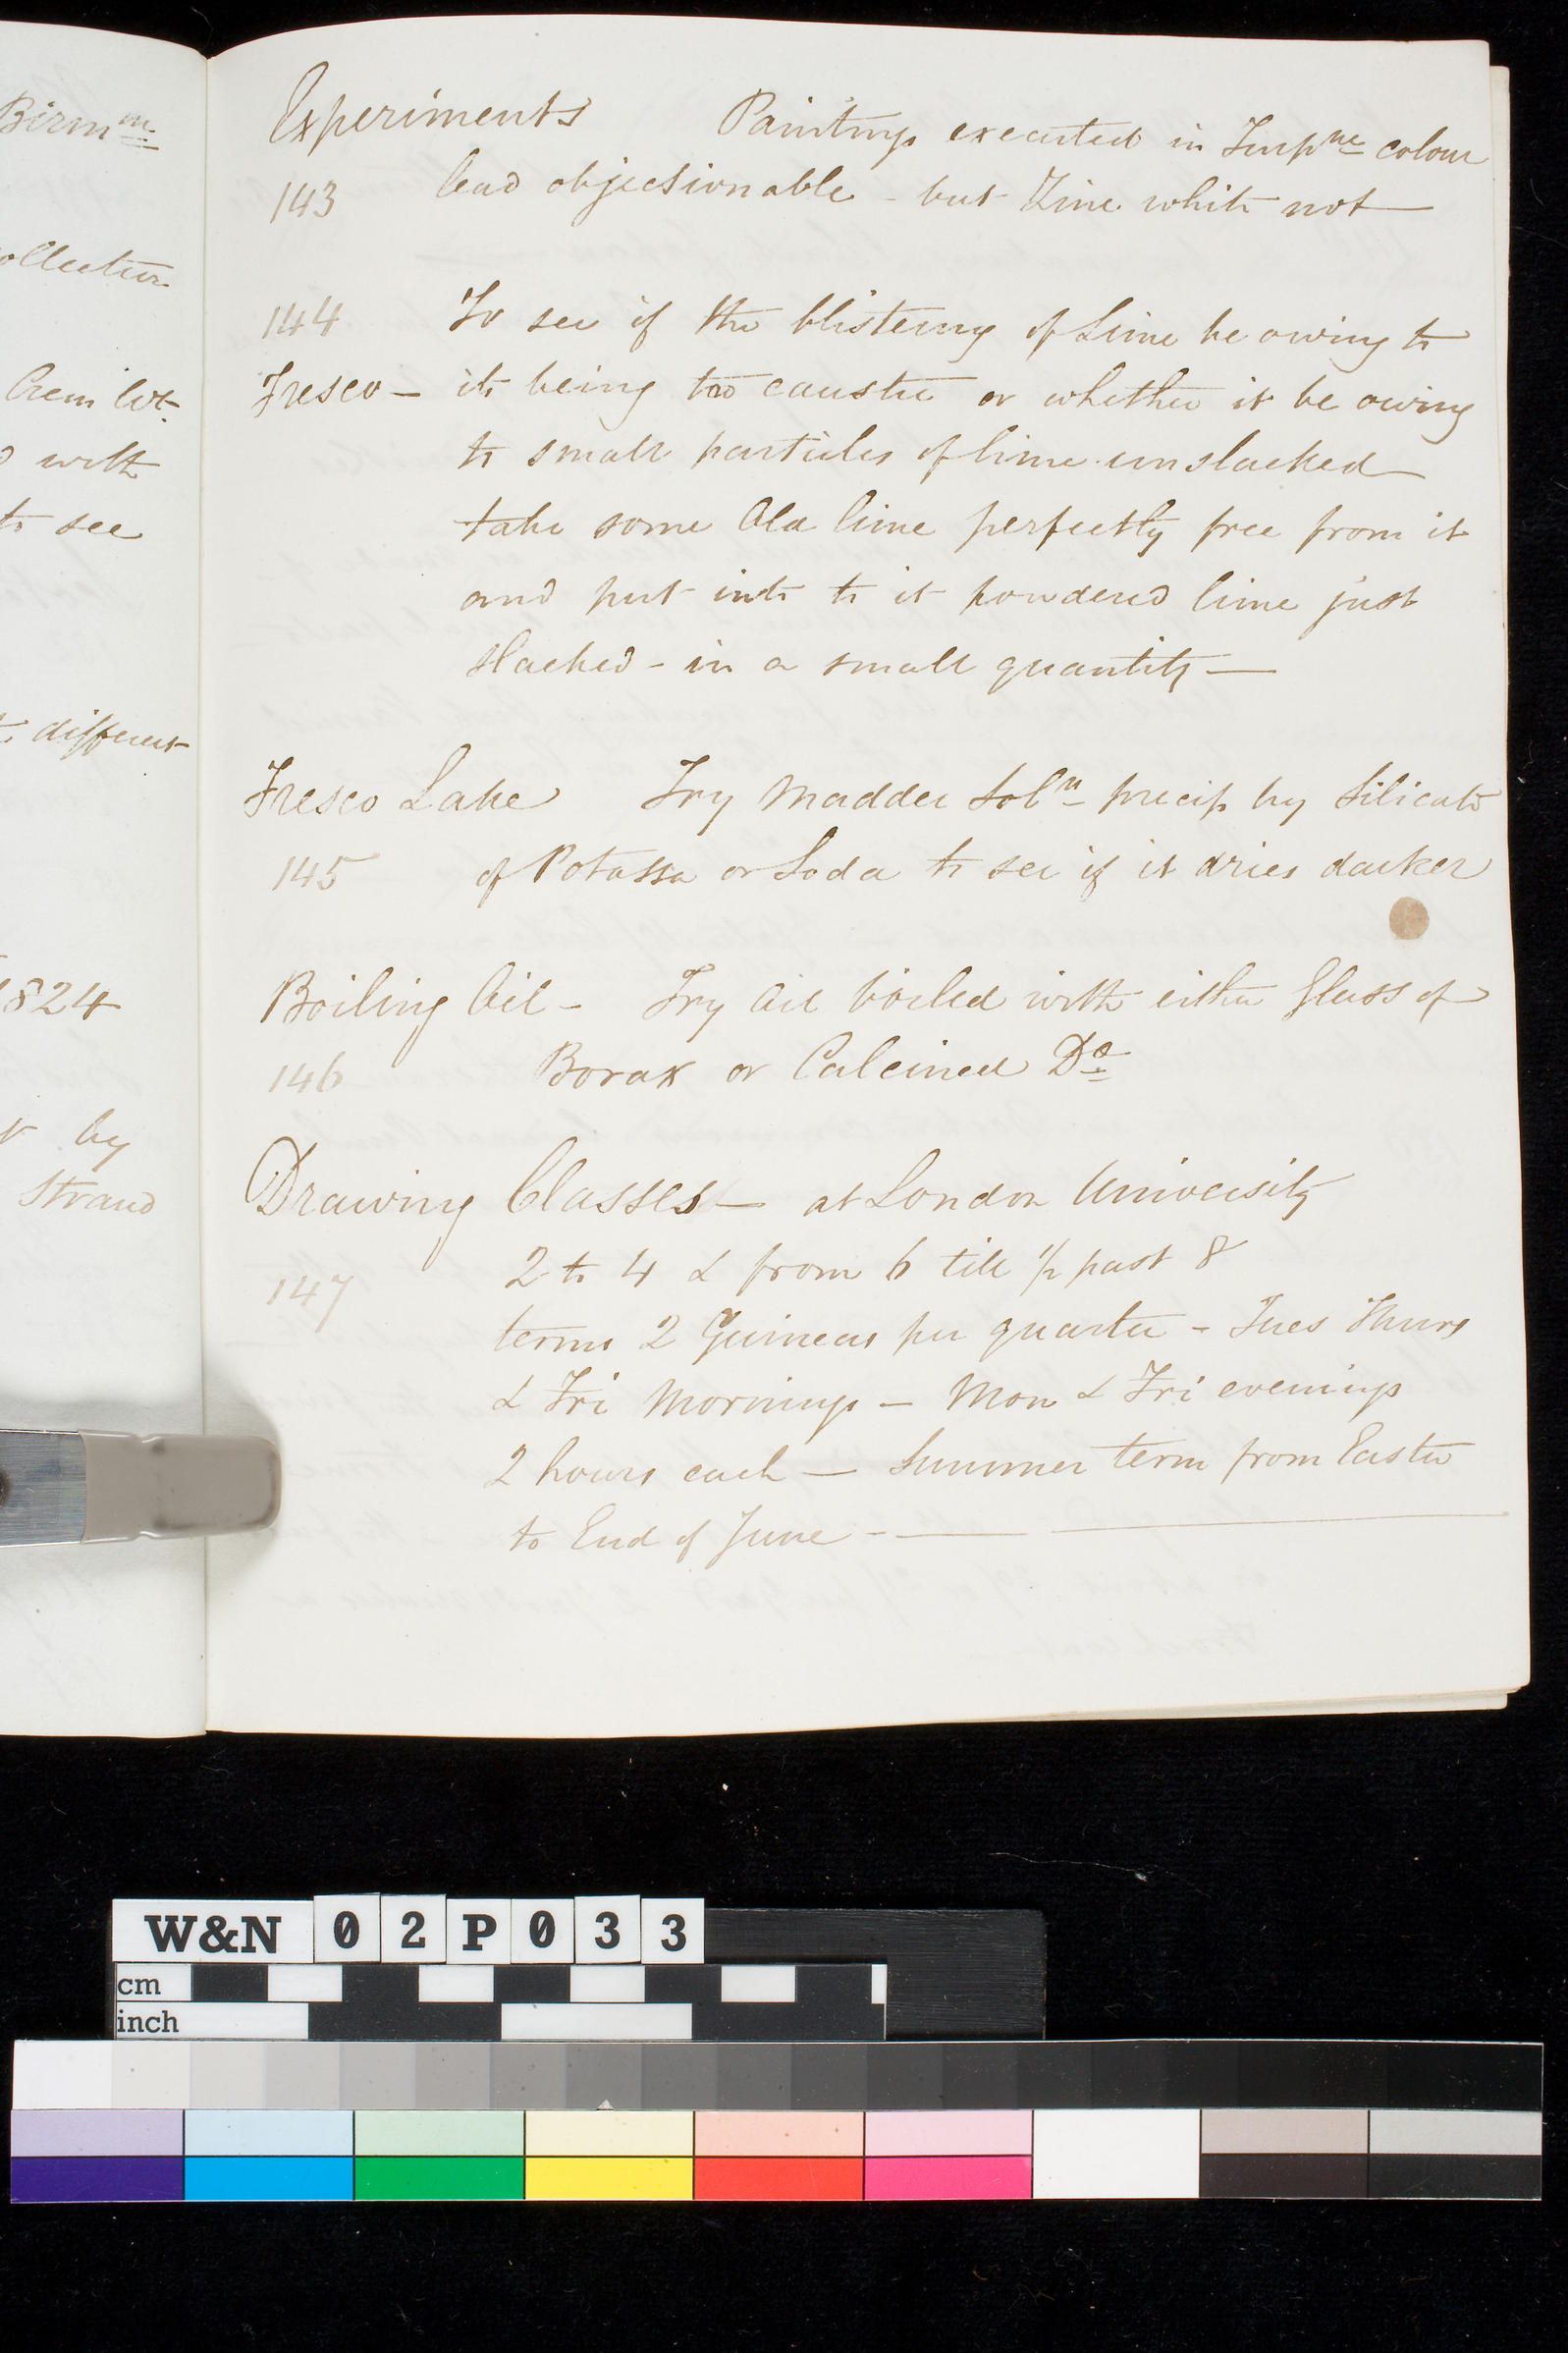 Birmm
ollection
Crem Wt.
with
to see
different
1824
by
Strand
Experiments Paintings executed in Turpne colour
143 lead objectionable - but Zinc white not —
144 To see if the blistering of Lime be owing to
Fresco — its being too caustic or whether it be owing
to small particles of lime unslacked
take some Old lime perfectly free from it
and put into to it powdered lime just
slacked - in a small quantity —
Fresco Lake Try Madder Soln precip by Silicate
145 of Potassa or Soda to see if it dries darker
Boiling Oil - Try Oil boiled with either Glass of
146 Borax or Calcined Do
Drawing Classes — at London University
147 2 to 4 & from 6 till ½ past 8
terms 2 Guineas per quarter - Tues Thurs
& Fri Mornings — Mon & Fri evenings
2 hours each — Summer term from Easter
to End of June - —
W&N 02P033
cm
inch